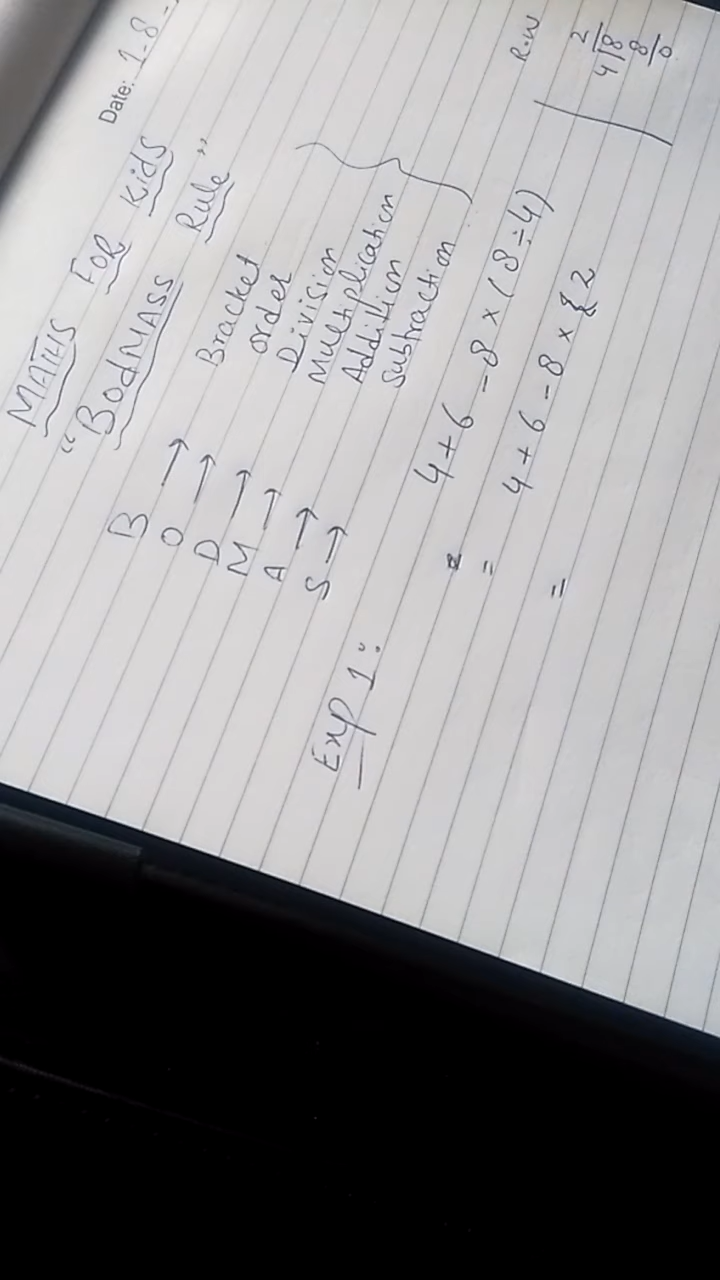 Date: 1-8-
MATHS FOR Kids
"BodMASS Rule"
B → Bracket
O → order
D → Division
M → Multiplication
A → Addition
S → Subtraction
Exp 1:
= 4+6 -8 × (8÷4)
= 4+6 -8 × 2
=
R.W
2
4/8
8
0